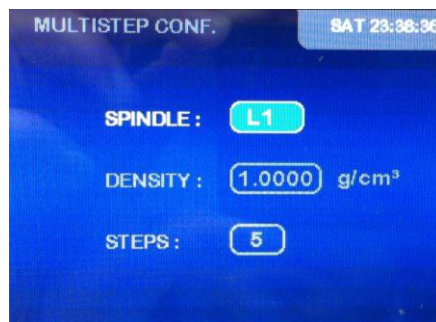 MULTISTEP CONF. SAT 23:38:36
SPINDLE : L1
DENSITY : 1.0000 g/cm³
STEPS : 5